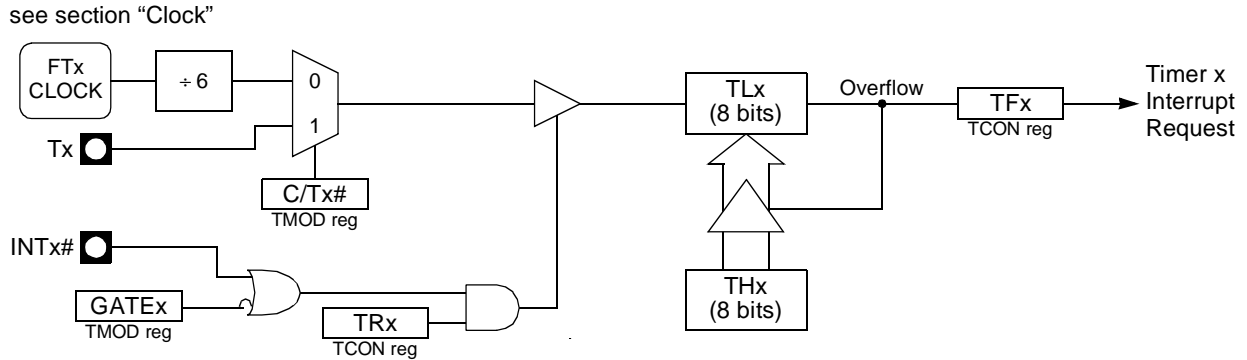 see section “Clock”
FTx
CLOCK
÷ 6
0
1
Tx
C/Tx#
TMOD reg
TLx
(8 bits)
Overflow
TFx
TCON reg
Timer x
Interrupt
Request
INTx#
GATEx
TMOD reg
TRx
TCON reg
THx
(8 bits)